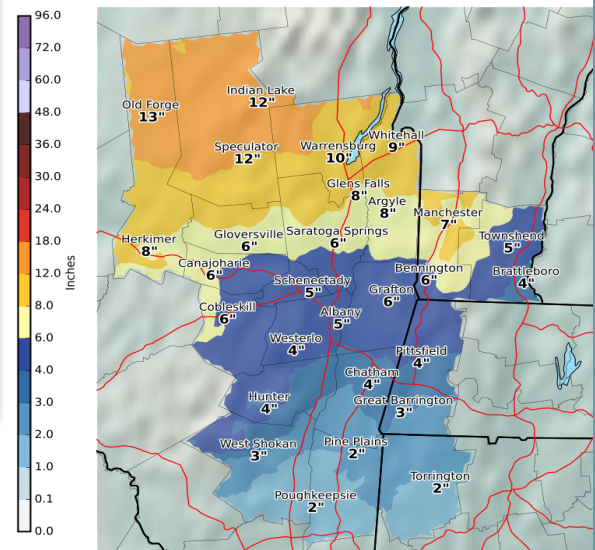 96.0
72.0
60.0
48.0
36.0
30.0
24.0
18.0
12.0
8.0
6.0
4.0
3.0
2.0
1.0
0.1
0.0
Inches
Old Forge
13"
Indian Lake
12"
Speculator
12"
Warrensburg
10"
Whitehall
9"
Glens Falls
8"
Argyle
8"
Manchester
7"
Herkimer
8"
Gloversville
6"
Saratoga Springs
6"
Townshend
5"
Canajoharie
6"
Bennington
6"
Brattleboro
4"
Schenectady
5"
Grafton
6"
Cobleskill
6"
Albany
5"
Westerlo
4"
Pittsfield
4"
Chatham
4"
Hunter
4"
Great Barrington
3"
West Shokan
3"
Pine Plains
2"
Torrington
2"
Poughkeepsie
2"